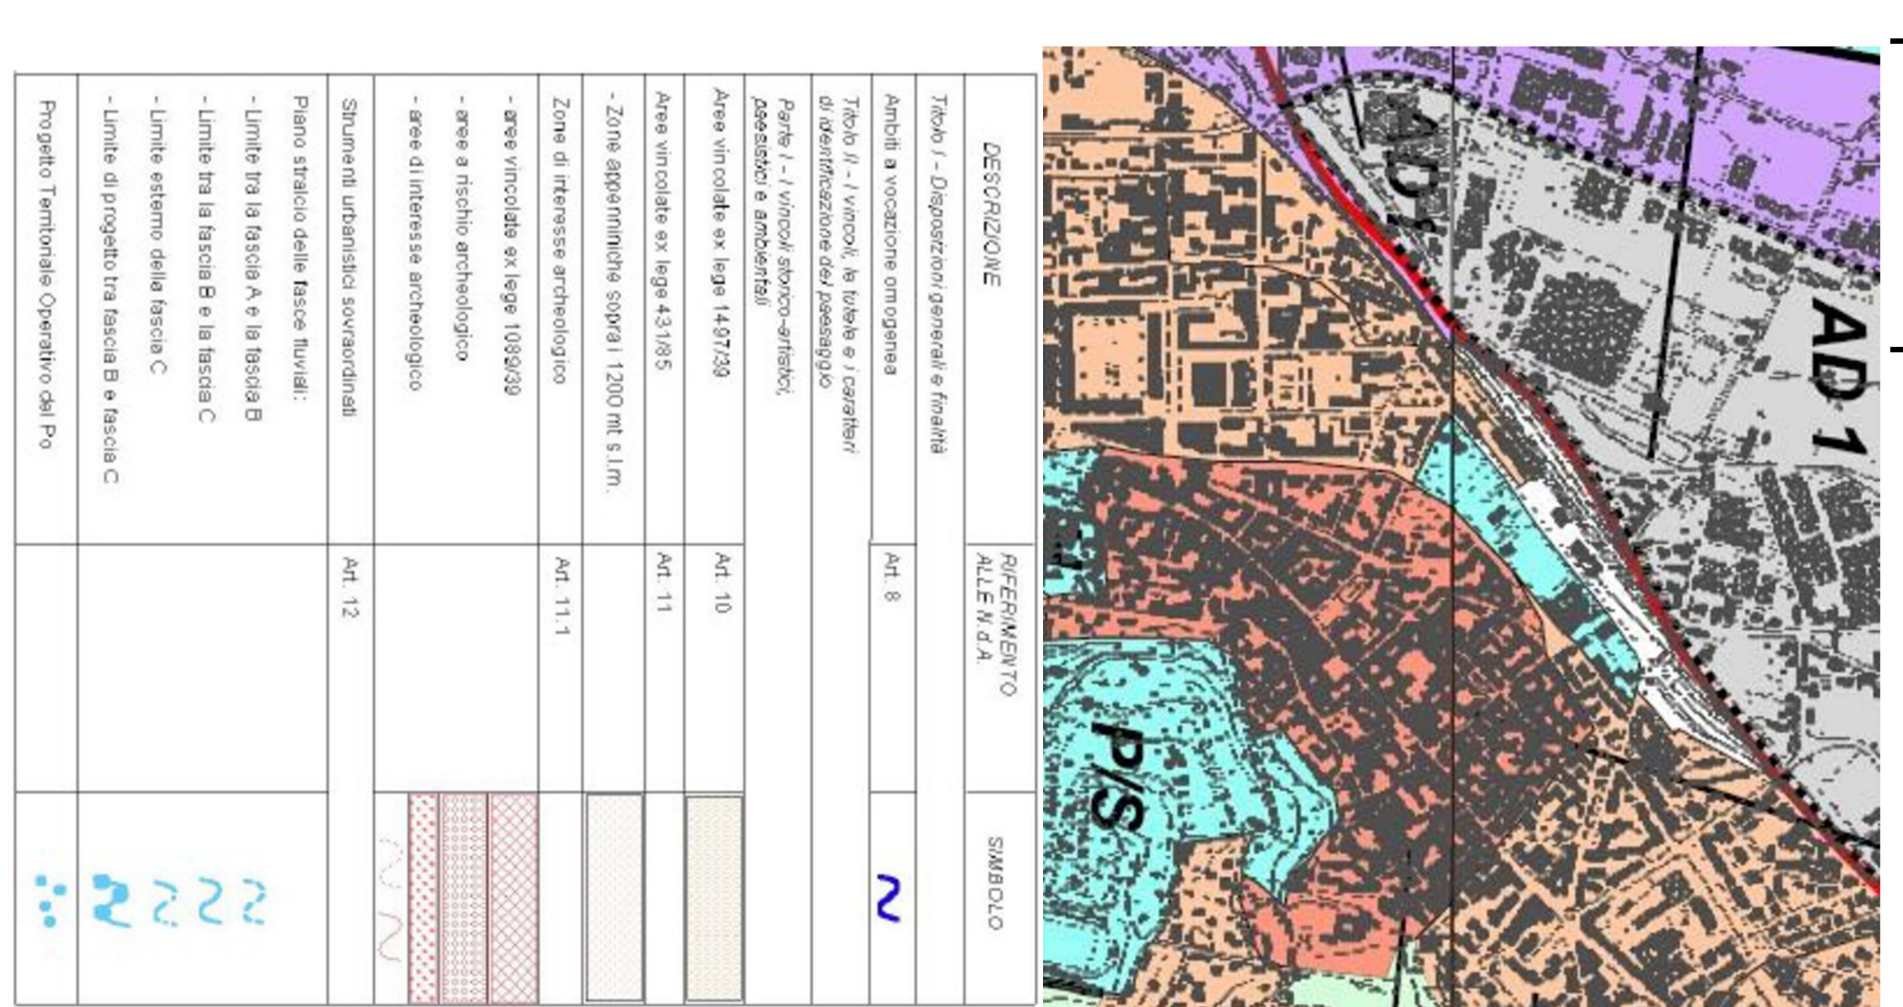 DESCRIZIONE
RIFERIMENTO
ALLE N.d.A.
SIMBOLO
Titolo I - Disposizioni generali e finalità
Ambiti a vocazione omogenea
Art. 8
Titolo II - I vincoli, le tutele e i caratteri
di identificazione del paesaggio
Parte I - I vincoli storico-artistici,
paesistici e ambientali
Aree vincolate ex lege 1497/39
Art. 10
Aree vincolate ex lege 431/85
Art. 11
- Zone appenniniche sopra i 1200 mt s.l.m.
Zone di interesse archeologico
Art. 11.1
- aree vincolate ex lege 1089/39
- aree a rischio archeologico
- aree di interesse archeologico
Strumenti urbanistici sovraordinati
Art. 12
Piano stralcio delle fasce fluviali:
- Limite tra la fascia A e la fascia B
- Limite tra la fascia B e la fascia C
- Limite esterno della fascia C
- Limite di progetto tra fascia B e fascia C
Progetto Territoriale Operativo del Po
AD 1
P/S